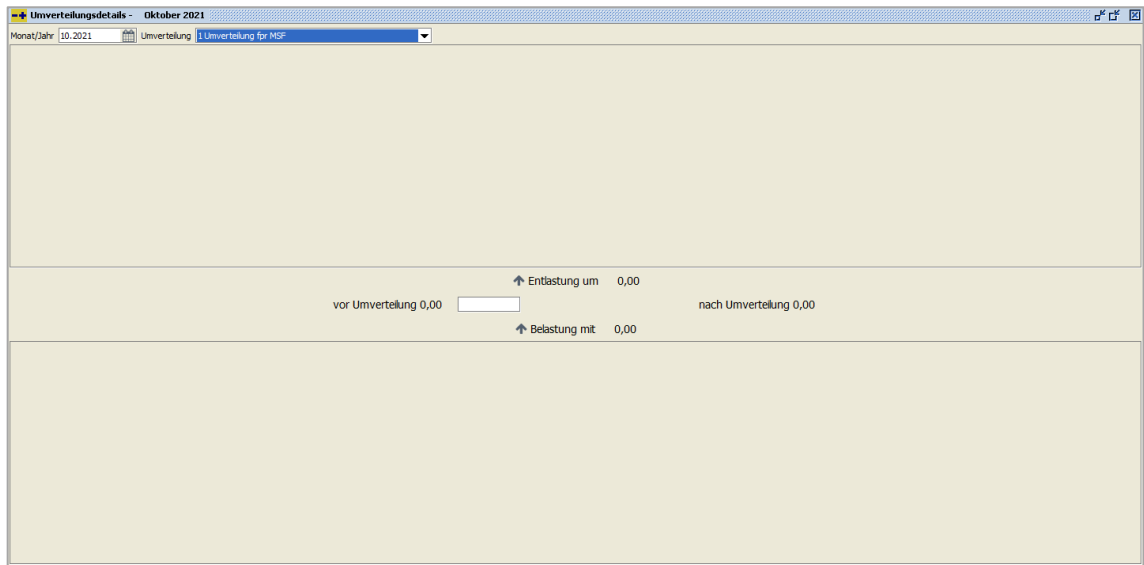 Umverteilungsdetails - Oktober 2021
Monat/Jahr 10.2021 Umverteilung 1 Umverteilung fpr MSF
Entlastung um 0,00
vor Umverteilung 0,00 nach Umverteilung 0,00
Belastung mit 0,00